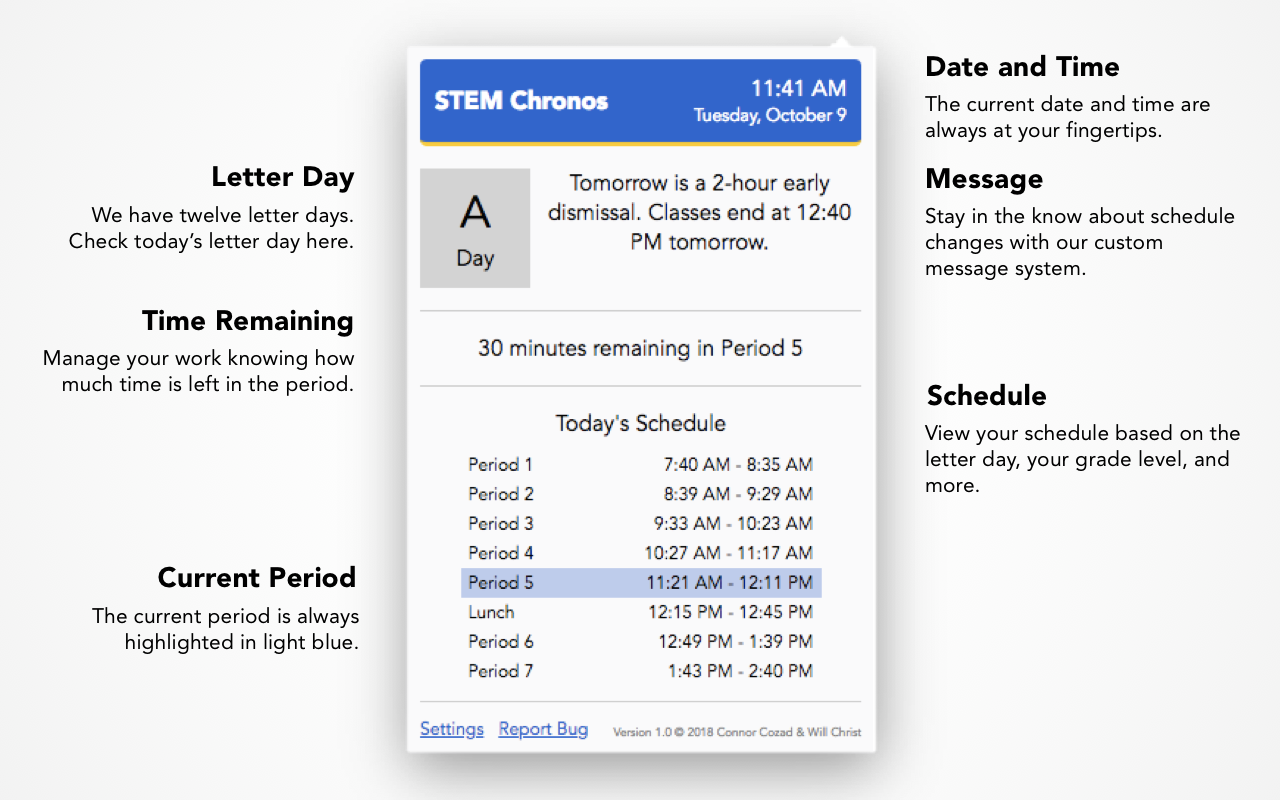 STEM Chronos
11:41 AM
Tuesday, October 9
A
Day
Tomorrow is a 2-hour early
dismissal. Classes end at 12:40
PM tomorrow.
30 minutes remaining in Period 5
Today's Schedule
Period 1 7:40 AM - 8:35 AM
Period 2 8:39 AM - 9:29 AM
Period 3 9:33 AM - 10:23 AM
Period 4 10:27 AM - 11:17 AM
Period 5 11:21 AM - 12:11 PM
Lunch 12:15 PM - 12:45 PM
Period 6 12:49 PM - 1:39 PM
Period 7 1:43 PM - 2:40 PM
Settings Report Bug Version 1.0 © 2018 Connor Cozad & Will Christ
Letter Day
We have twelve letter days.
Check today’s letter day here.
Time Remaining
Manage your work knowing how
much time is left in the period.
Current Period
The current period is always
highlighted in light blue.
Date and Time
The current date and time are
always at your fingertips.
Message
Stay in the know about schedule
changes with our custom
message system.
Schedule
View your schedule based on the
letter day, your grade level, and
more.